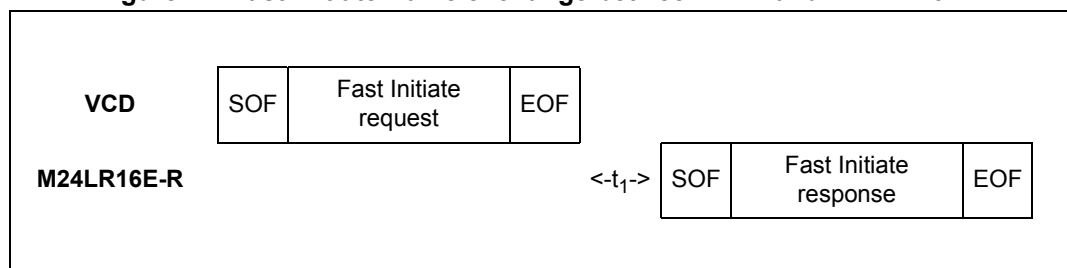 VCD SOF Fast Initiate request EOF
M24LR16E-R <-t1-> SOF Fast Initiate response EOF